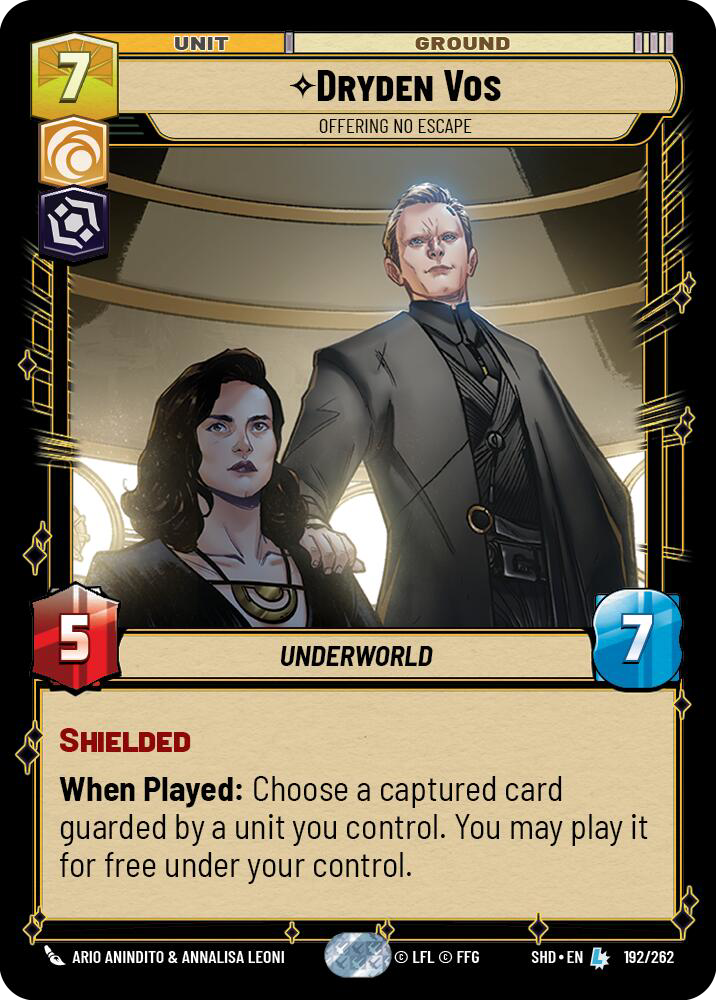 UNIT
GROUND
7
✧DRYDEN VOS
OFFERING NO ESCAPE
5
UNDERWORLD
7
SHIELDED
When Played: Choose a captured card
guarded by a unit you control. You may play it
for free under your control.
ARIO ANINDITO & ANNALISA LEONI
© LFL © FFG
SHD • EN L 192/262